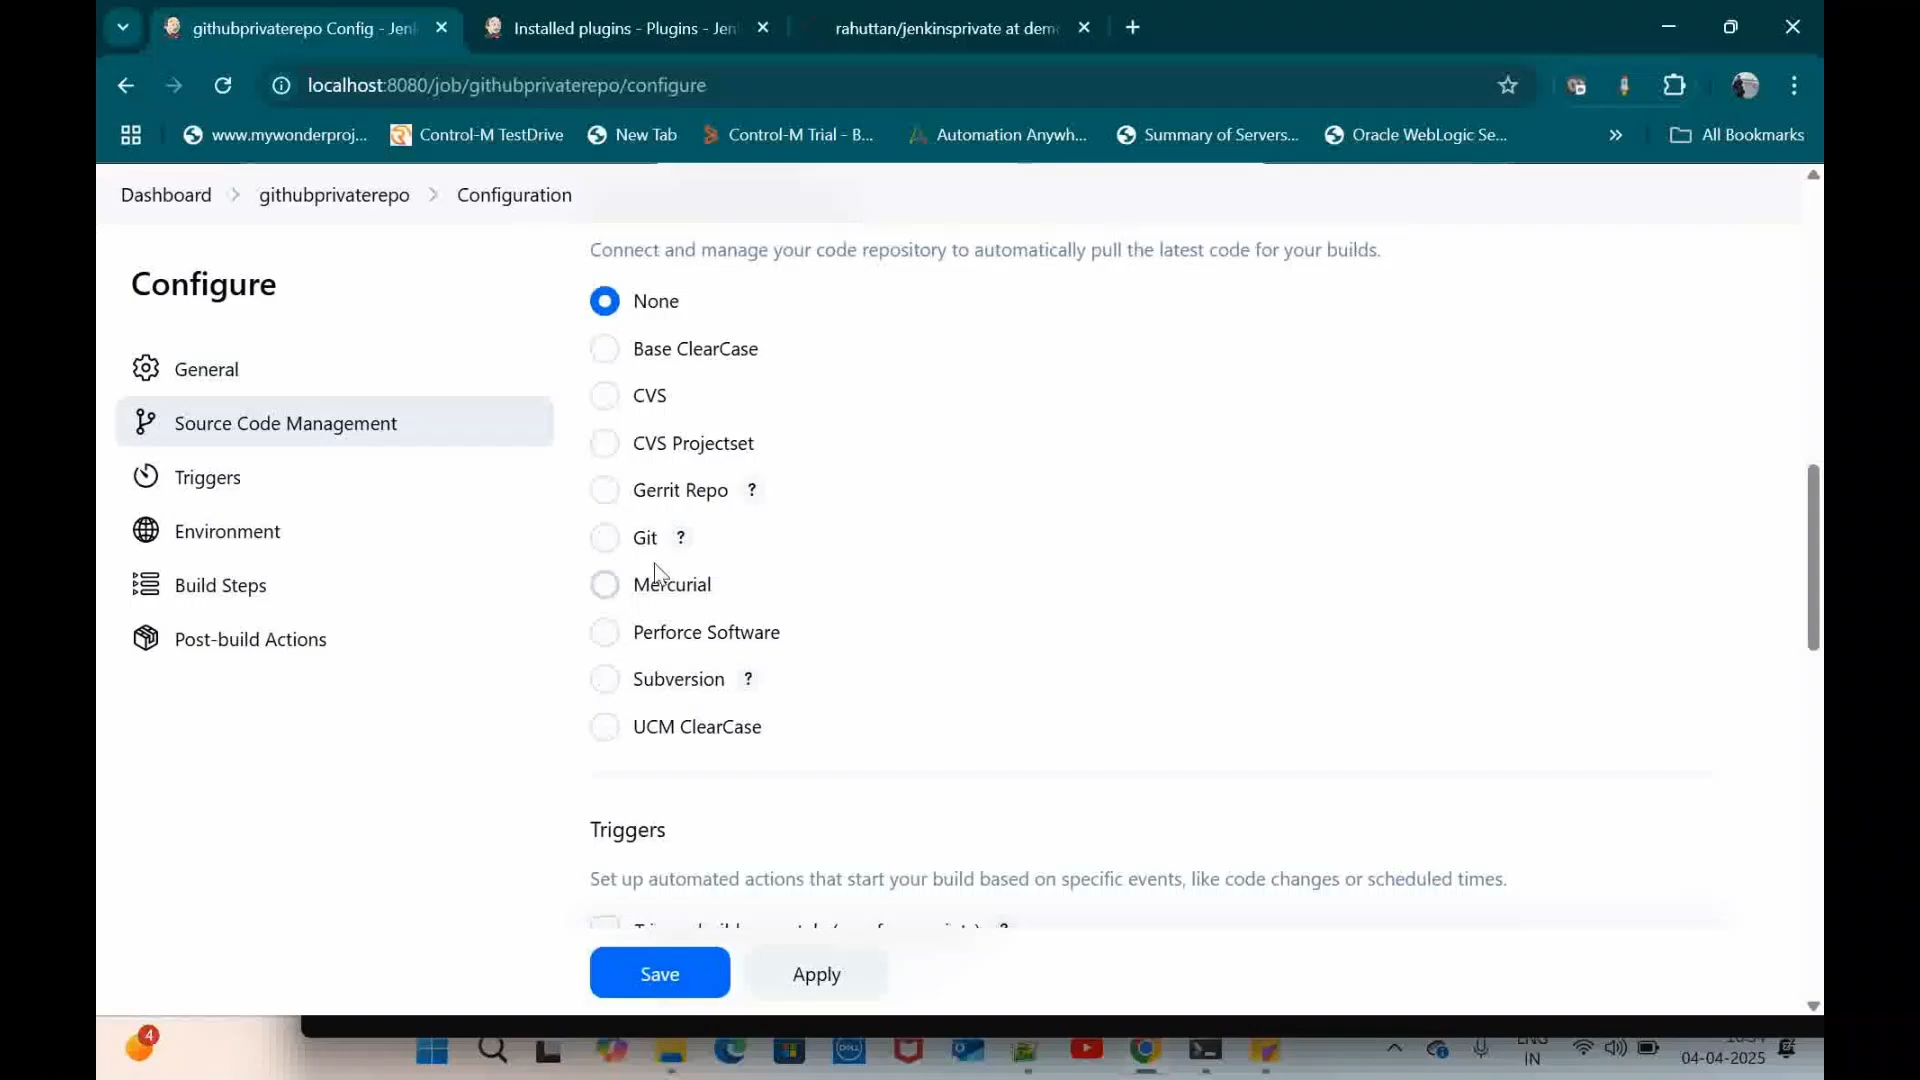 githubprivaterepo Config - Jen
Installed plugins - Plugins - Jen
rahuttan/jenkinsprivate at dem
localhost:8080/job/githubprivaterepo/configure
www.mywonderproj...
Control-M TestDrive
New Tab
Control-M Trial - B...
Automation Anywh...
Summary of Servers...
Oracle WebLogic Se...
»
All Bookmarks
Dashboard > githubprivaterepo > Configuration
Configure
General
Source Code Management
Triggers
Environment
Build Steps
Post-build Actions
Connect and manage your code repository to automatically pull the latest code for your builds.
None
Base ClearCase
CVS
CVS Projectset
Gerrit Repo ?
Git ?
Mercurial
Perforce Software
Subversion ?
UCM ClearCase
Triggers
Set up automated actions that start your build based on specific events, like code changes or scheduled times.
Save
Apply
4
DELL
ENG
IN
04-04-2025